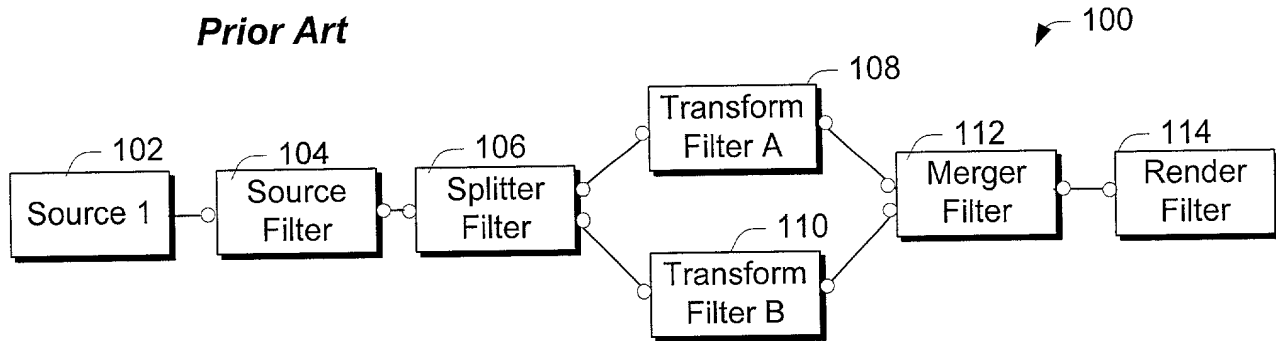 Prior Art
100
102
Source 1
104
Source
Filter
106
Splitter
Filter
108
Transform
Filter A
110
Transform
Filter B
112
Merger
Filter
114
Render
Filter